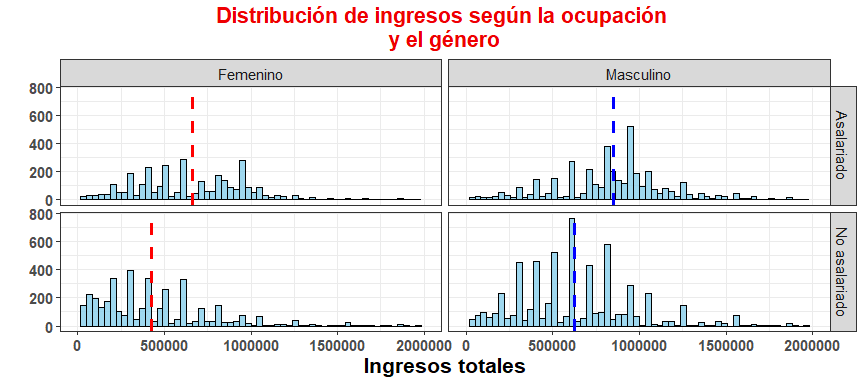 Distribución de ingresos según la ocupación
y el género
Femenino
Masculino
800
600
400
200
0
Asalariado
800
600
400
200
0
No asalariado
0
500000
1000000
1500000
2000000
0
500000
1000000
1500000
2000000
Ingresos totales